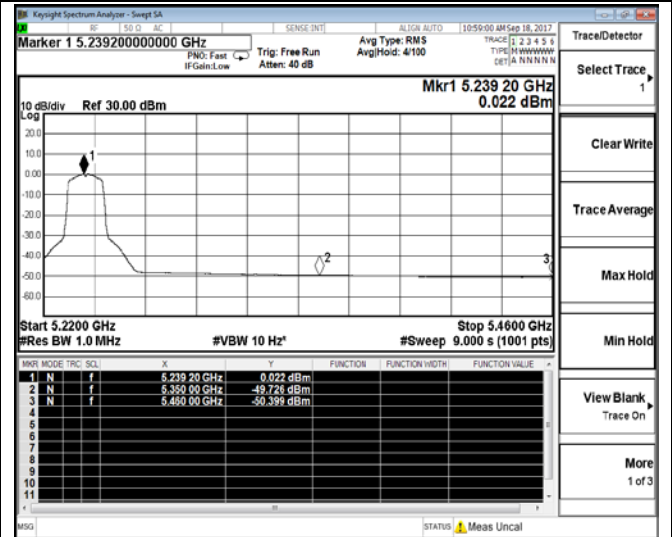 Keysight Spectrum Analyzer - Swept SA
RF 50 Ω AC SENSE:INT ALIGN AUTO 10:59:00 AM Sep 18, 2017
Marker 1 5.239200000000 GHz
PNO: Fast
IFGain:Low
Trig: Free Run
Atten: 40 dB
Avg Type: RMS
Avg|Hold: 4/100
TRACE 1 2 3 4 5 6
TYPE M WWWWW
DET A N N N N N
Mkr1 5.239 20 GHz
0.022 dBm
10 dB/div Ref 30.00 dBm
Log
20.0
10.0
0.00
-10.0
-20.0
-30.0
-40.0
-50.0
-60.0
1
2
3
Start 5.2200 GHz
Stop 5.4600 GHz
#Res BW 1.0 MHz #VBW 10 Hz* #Sweep 9.000 s (1001 pts)
MKR MODE TRC SCL X Y FUNCTION FUNCTION WIDTH FUNCTION VALUE
1 N f 5.239 20 GHz 0.022 dBm
2 N f 5.350 00 GHz -49.726 dBm
3 N f 5.460 00 GHz -50.399 dBm
4
5
6
7
8
9
10
11
MSG
STATUS Meas Uncal
Trace/Detector
Select Trace
1
Clear Write
Trace Average
Max Hold
Min Hold
View Blank
Trace On
More
1 of 3